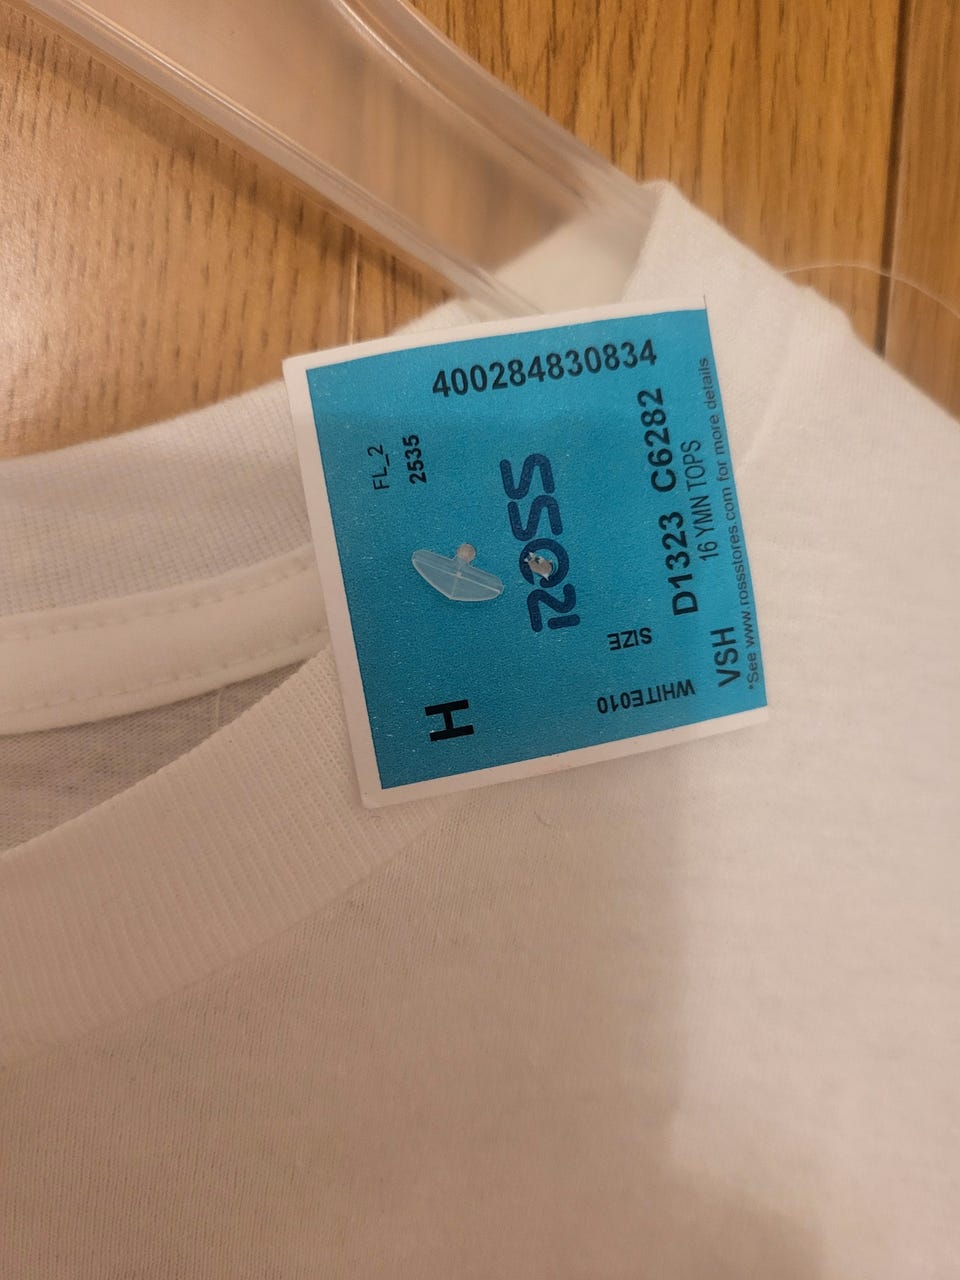 400284830834
FL_2
2535
ROSS
D1323 C6282
16 YMN TOPS
VSH
*See www.rossstores.com for more details
SIZE
WHITE010
H